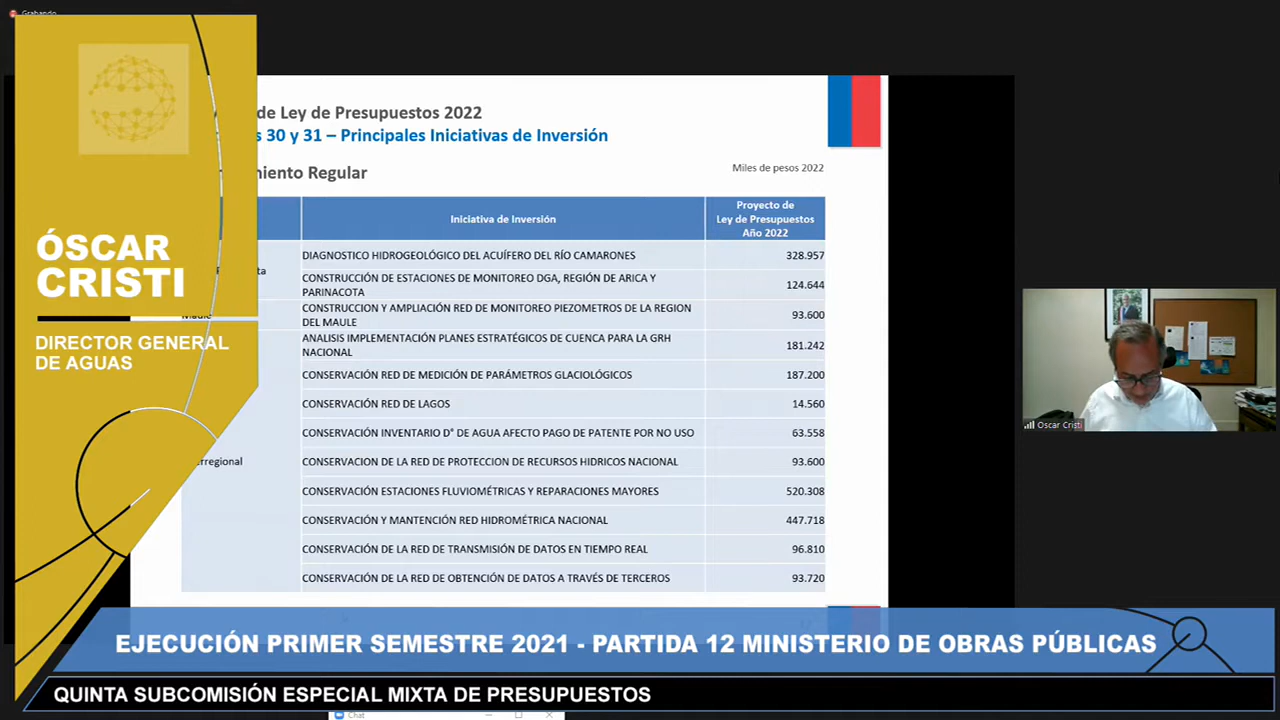 Grabando
de Ley de Presupuestos 2022
30 y 31 – Principales Iniciativas de Inversión
miento Regular
Miles de pesos 2022
Iniciativa de Inversión
Proyecto de
Ley de Presupuestos
Año 2022
DIAGNOSTICO HIDROGEOLÓGICO DEL ACUÍFERO DEL RÍO CAMARONES 328.957
CONSTRUCCIÓN DE ESTACIONES DE MONITOREO DGA, REGIÓN DE ARICA Y
PARINACOTA 124.644
Maule
CONSTRUCCION Y AMPLIACIÓN RED DE MONITOREO PIEZOMETROS DE LA REGION
DEL MAULE 93.600
ANALISIS IMPLEMENTACIÓN PLANES ESTRATÉGICOS DE CUENCA PARA LA GRH
NACIONAL 181.242
CONSERVACIÓN RED DE MEDICIÓN DE PARÁMETROS GLACIOLÓGICOS 187.200
CONSERVACIÓN RED DE LAGOS 14.560
CONSERVACIÓN INVENTARIO D° DE AGUA AFECTO PAGO DE PATENTE POR NO USO 63.558
erregional
CONSERVACION DE LA RED DE PROTECCION DE RECURSOS HIDRICOS NACIONAL 93.600
CONSERVACIÓN ESTACIONES FLUVIOMÉTRICAS Y REPARACIONES MAYORES 520.308
CONSERVACIÓN Y MANTENCIÓN RED HIDROMÉTRICA NACIONAL 447.718
CONSERVACIÓN DE LA RED DE TRANSMISIÓN DE DATOS EN TIEMPO REAL 96.810
CONSERVACIÓN DE LA RED DE OBTENCIÓN DE DATOS A TRAVÉS DE TERCEROS 93.720
ÓSCAR
CRISTI
DIRECTOR GENERAL
DE AGUAS
Oscar Cristi
EJECUCIÓN PRIMER SEMESTRE 2021 - PARTIDA 12 MINISTERIO DE OBRAS PÚBLICAS
QUINTA SUBCOMISIÓN ESPECIAL MIXTA DE PRESUPUESTOS
Chat